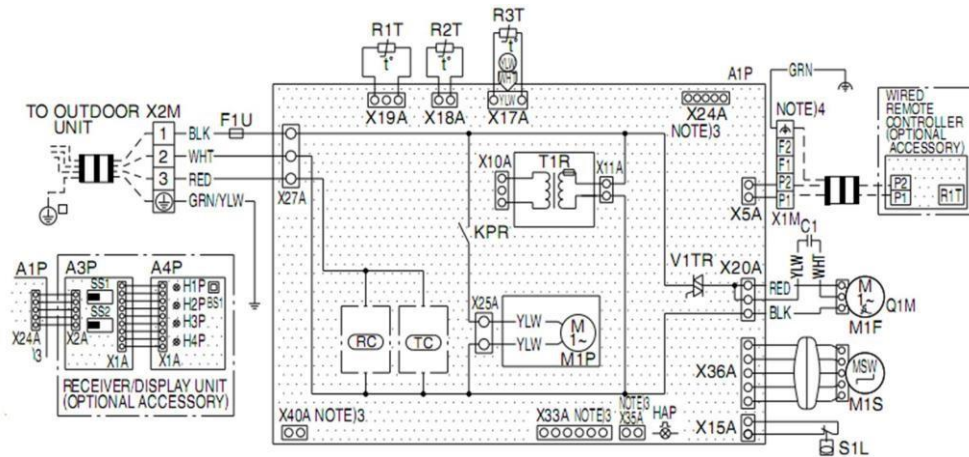 R1T
R2T
R3T
t°
t°
t°
YLW
WHT
YLW
X19A
X18A
X17A
A1P
X24A
NOTE)3
GRN
NOTE)4
WIRED
REMOTE
CONTROLLER
(OPTIONAL
ACCESSORY)
TO OUTDOOR
UNIT
X2M
F1U
1
BLK
2
WHT
3
RED
GRN/YLW
X27A
X10A
T1R
X11A
F2
F1
P2
P1
P2
P1
R1T
X5A
X1M
C1
KPR
V1TR
X20A
YLW
WHT
RED
BLK
M
1~
Q1M
M1F
A1P
A3P
A4P
SS1
SS2
H1P
H2P
BS1
H3P
H4P
X24A
)3
X2A
X1A
X1A
RECEIVER/DISPLAY UNIT
(OPTIONAL ACCESSORY)
RC
TC
X25A
YLW
YLW
M
1~
M1P
X36A
MSW
M1S
X40A NOTE)3
X33A NOTE)3
NOTE)3
X35A
HAP
X15A
S1L